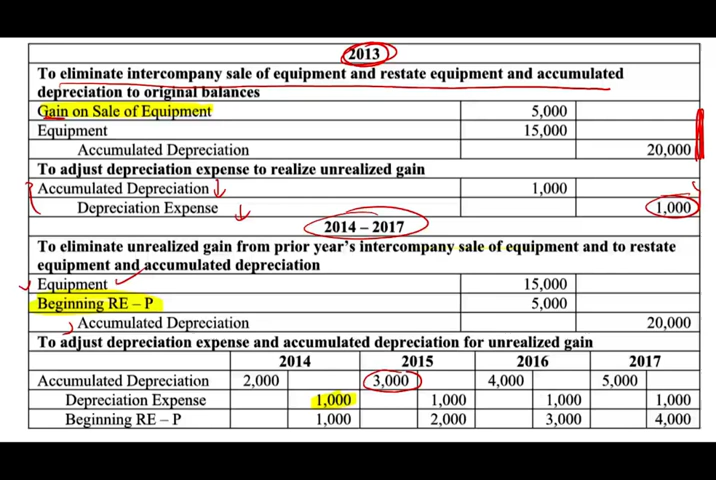 2013
To eliminate intercompany sale of equipment and restate equipment and accumulated
depreciation to original balances
Gain on Sale of Equipment 5,000
Equipment 15,000
Accumulated Depreciation 20,000
To adjust depreciation expense to realize unrealized gain
Accumulated Depreciation 1,000
Depreciation Expense 1,000
2014 – 2017
To eliminate unrealized gain from prior year's intercompany sale of equipment and to restate
equipment and accumulated depreciation
Equipment 15,000
Beginning RE – P 5,000
Accumulated Depreciation 20,000
To adjust depreciation expense and accumulated depreciation for unrealized gain
2014 2015 2016 2017
Accumulated Depreciation 2,000 3,000 4,000 5,000
Depreciation Expense 1,000 1,000 1,000 1,000
Beginning RE – P 1,000 2,000 3,000 4,000